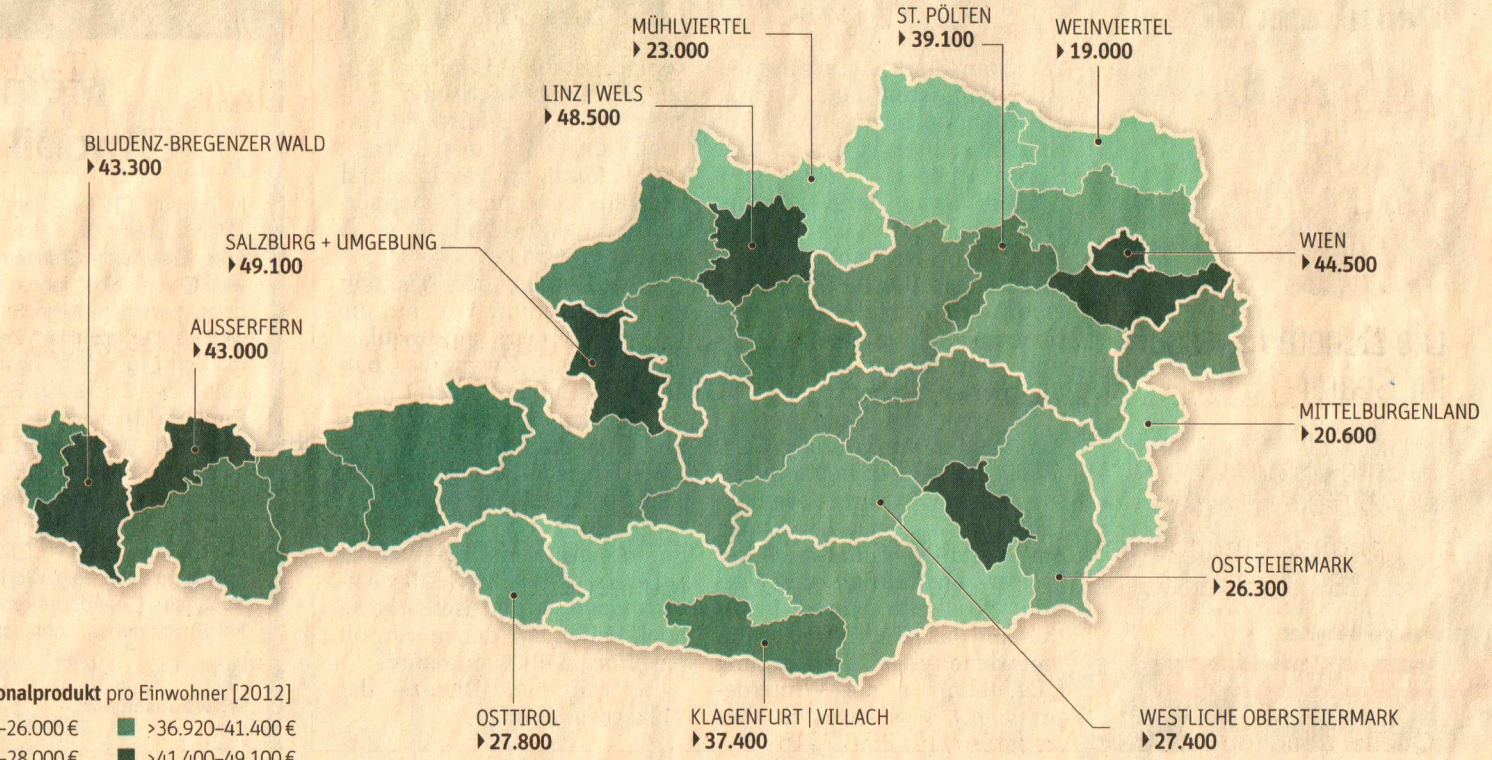 MÜHLVIERTEL
▶ 23.000
ST. PÖLTEN
▶ 39.100
WEINVIERTEL
▶ 19.000
LINZ | WELS
▶ 48.500
BLUDENZ-BREGENZER WALD
▶ 43.300
SALZBURG + UMGEBUNG
▶ 49.100
WIEN
▶ 44.500
AUSSERFERN
▶ 43.000
MITTELBURGENLAND
▶ 20.600
OSTSTEIERMARK
▶ 26.300
onalprodukt pro Einwohner [2012]
–26.000 € >36.920–41.400 €
–28.000 € >41.400–49.100 €
OSTTIROL
▶ 27.800
KLAGENFURT | VILLACH
▶ 37.400
WESTLICHE OBERSTEIERMARK
▶ 27.400